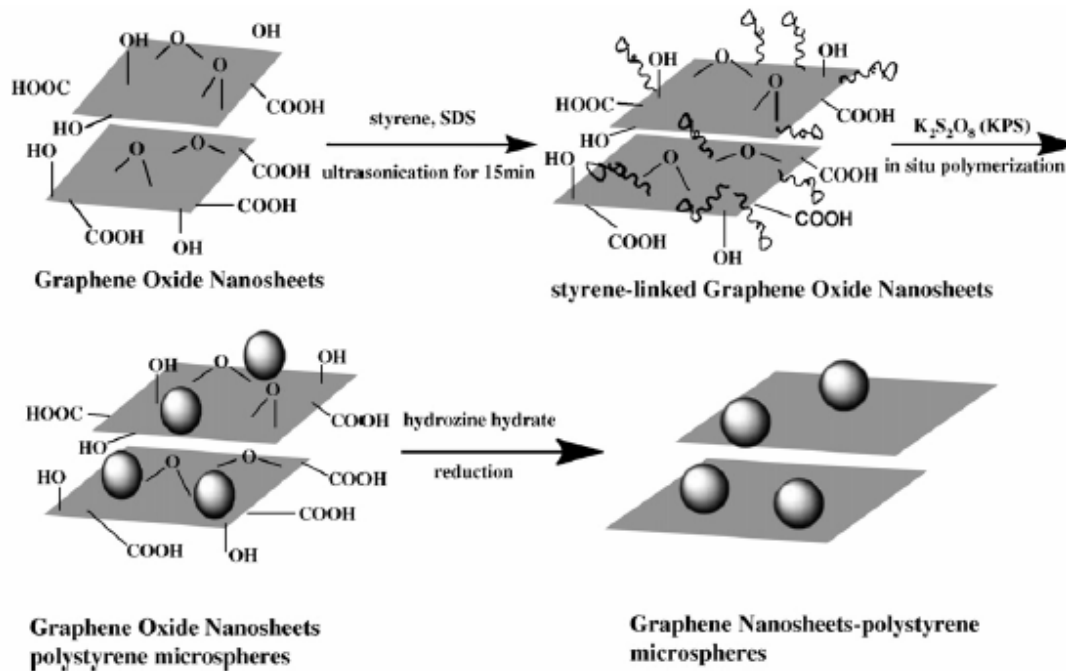 OH
O
OH
O
HOOC
COOH
HO
HO
O
O
COOH
COOH
COOH
OH
Graphene Oxide Nanosheets
styrene, SDS
ultrasonication for 15min
OH
O
OH
O
HOOC
COOH
HO
HO
O
O
COOH
COOH
COOH
OH
styrene-linked Graphene Oxide Nanosheets
K2S2O8 (KPS)
in situ polymerization
OH
O
OH
O
HOOC
COOH
HO
HO
O
O
COOH
COOH
COOH
OH
Graphene Oxide Nanosheets
polystyrene microspheres
hydrozine hydrate
reduction
Graphene Nanosheets-polystyrene
microspheres